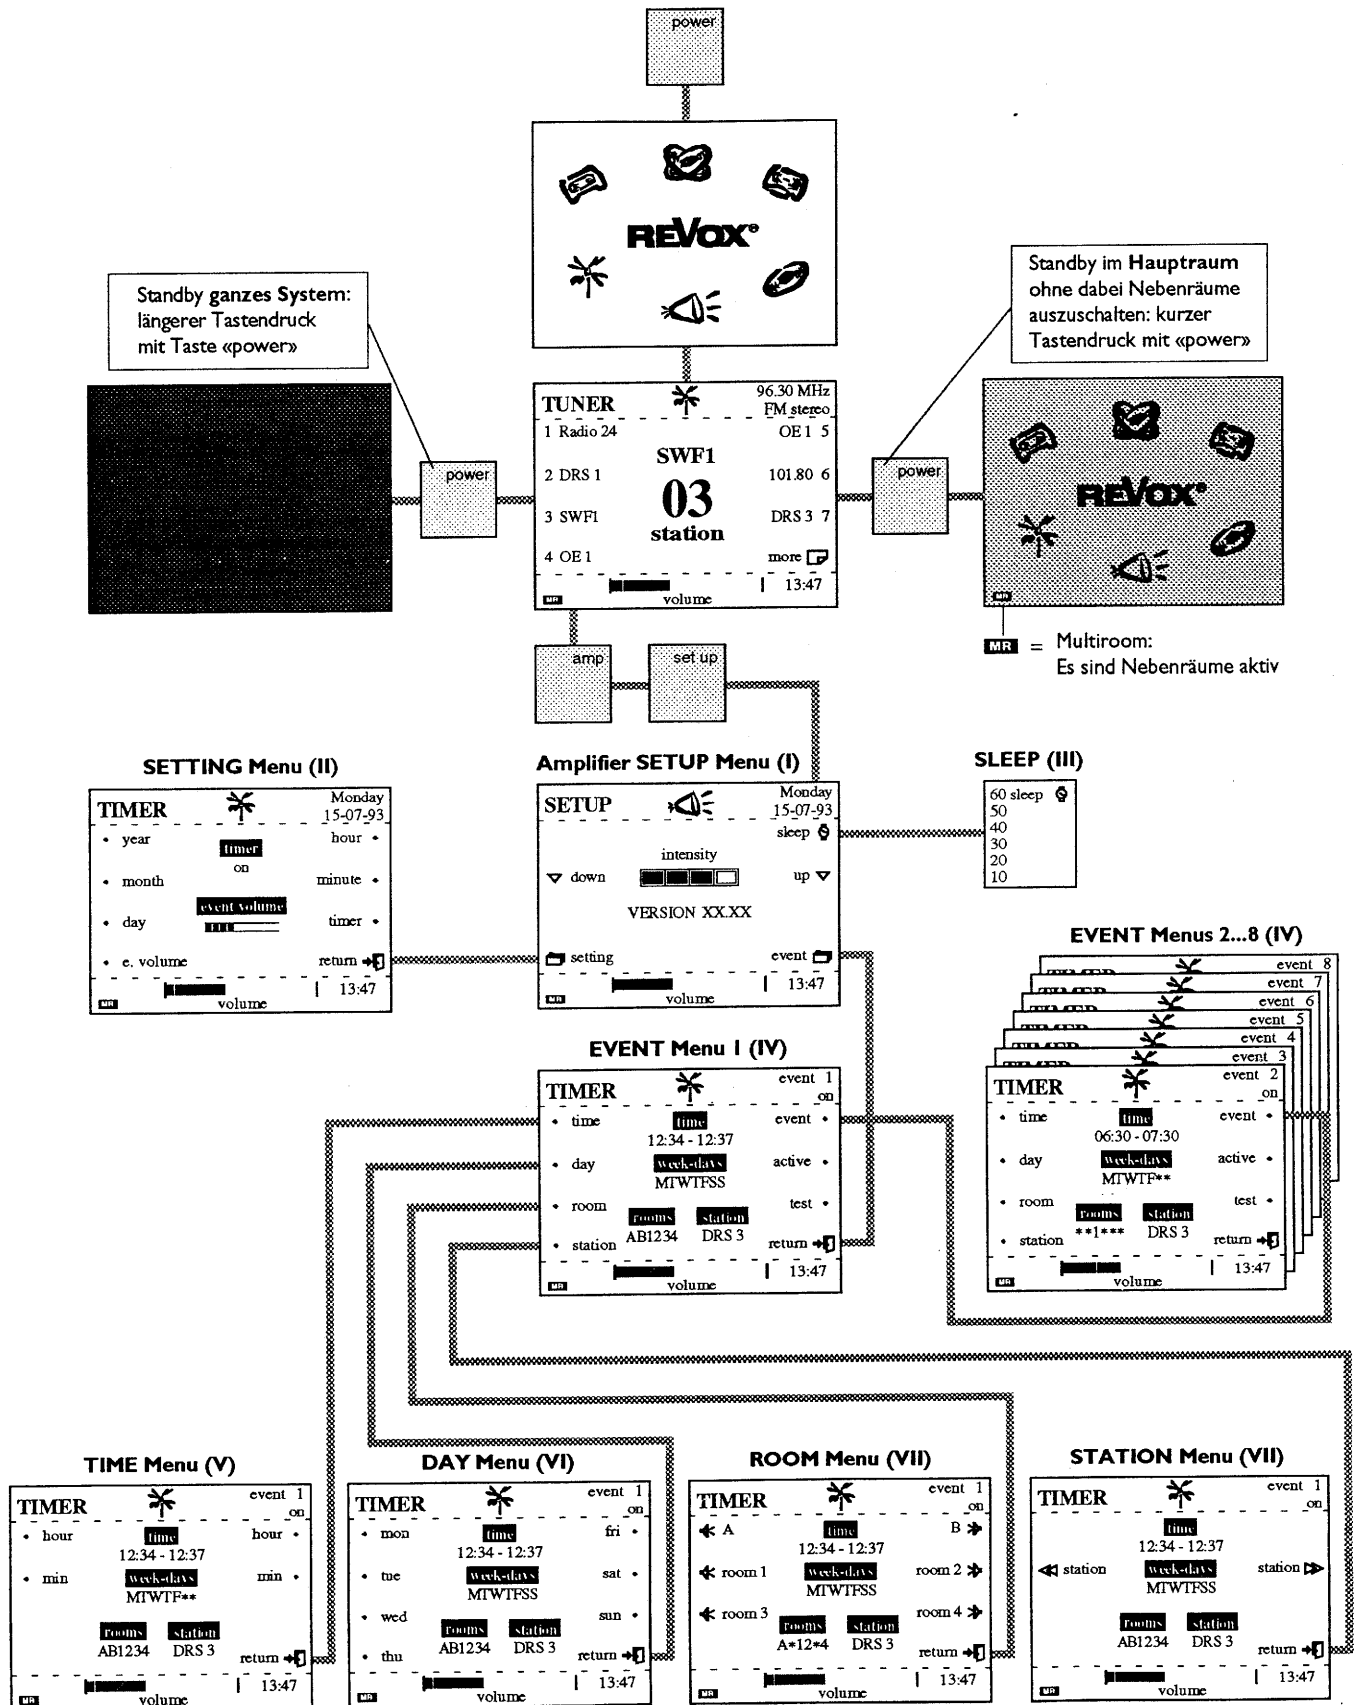 power
REVOX®
Standby ganzes System:
längerer Tastendruck
mit Taste «power»
Standby im Hauptraum
ohne dabei Nebenräume
auszuschalten: kurzer
Tastendruck mit «power»
power
TUNER
96.30 MHz
FM stereo
1 Radio 24
OE 1 5
SWF1
2 DRS 1
101.80 6
03
3 SWF1
DRS 3 7
station
4 OE 1
more
13:47
volume
MR
power
REVOX®
MR
MR = Multiroom:
Es sind Nebenräume aktiv
amp
set up
SETTING Menu (II)
TIMER
Monday
15-07-93
year
hour
timer
on
month
minute
event volume
day
timer
e. volume
return
13:47
volume
MR
Amplifier SETUP Menu (I)
SETUP
Monday
15-07-93
sleep
intensity
down
up
VERSION XX.XX
setting
event
13:47
volume
MR
SLEEP (III)
60 sleep
50
40
30
20
10
EVENT Menu 1 (IV)
TIMER
event 1
on
time
time
event
12:34 - 12:37
day
week-days
active
MTWTFSS
room
test
rooms
station
AB1234
DRS 3
station
return
13:47
volume
MR
EVENT Menus 2...8 (IV)
event 8
TIMER
event 7
TIMER
event 6
TIMER
event 5
TIMER
event 4
TIMER
event 3
TIMER
event 2
on
time
time
event
06:30 - 07:30
day
week-days
active
MTWTF**
room
test
rooms
station
**1***
DRS 3
station
return
13:47
volume
MR
TIME Menu (V)
TIMER
event 1
on
hour
time
hour
12:34 - 12:37
min
week-days
min
MTWTF**
rooms
station
AB1234
DRS 3
return
13:47
volume
MR
DAY Menu (VI)
TIMER
event 1
on
mon
time
fri
12:34 - 12:37
tue
week-days
sat
MTWTFSS
wed
sun
rooms
station
AB1234
DRS 3
thu
return
13:47
volume
MR
ROOM Menu (VII)
TIMER
event 1
on
A
time
B
12:34 - 12:37
room 1
week-days
room 2
MTWTFSS
room 3
room 4
rooms
station
A*12*4
DRS 3
return
13:47
volume
MR
STATION Menu (VII)
TIMER
event 1
on
time
12:34 - 12:37
station
week-days
station
MTWTFSS
rooms
station
AB1234
DRS 3
return
13:47
volume
MR